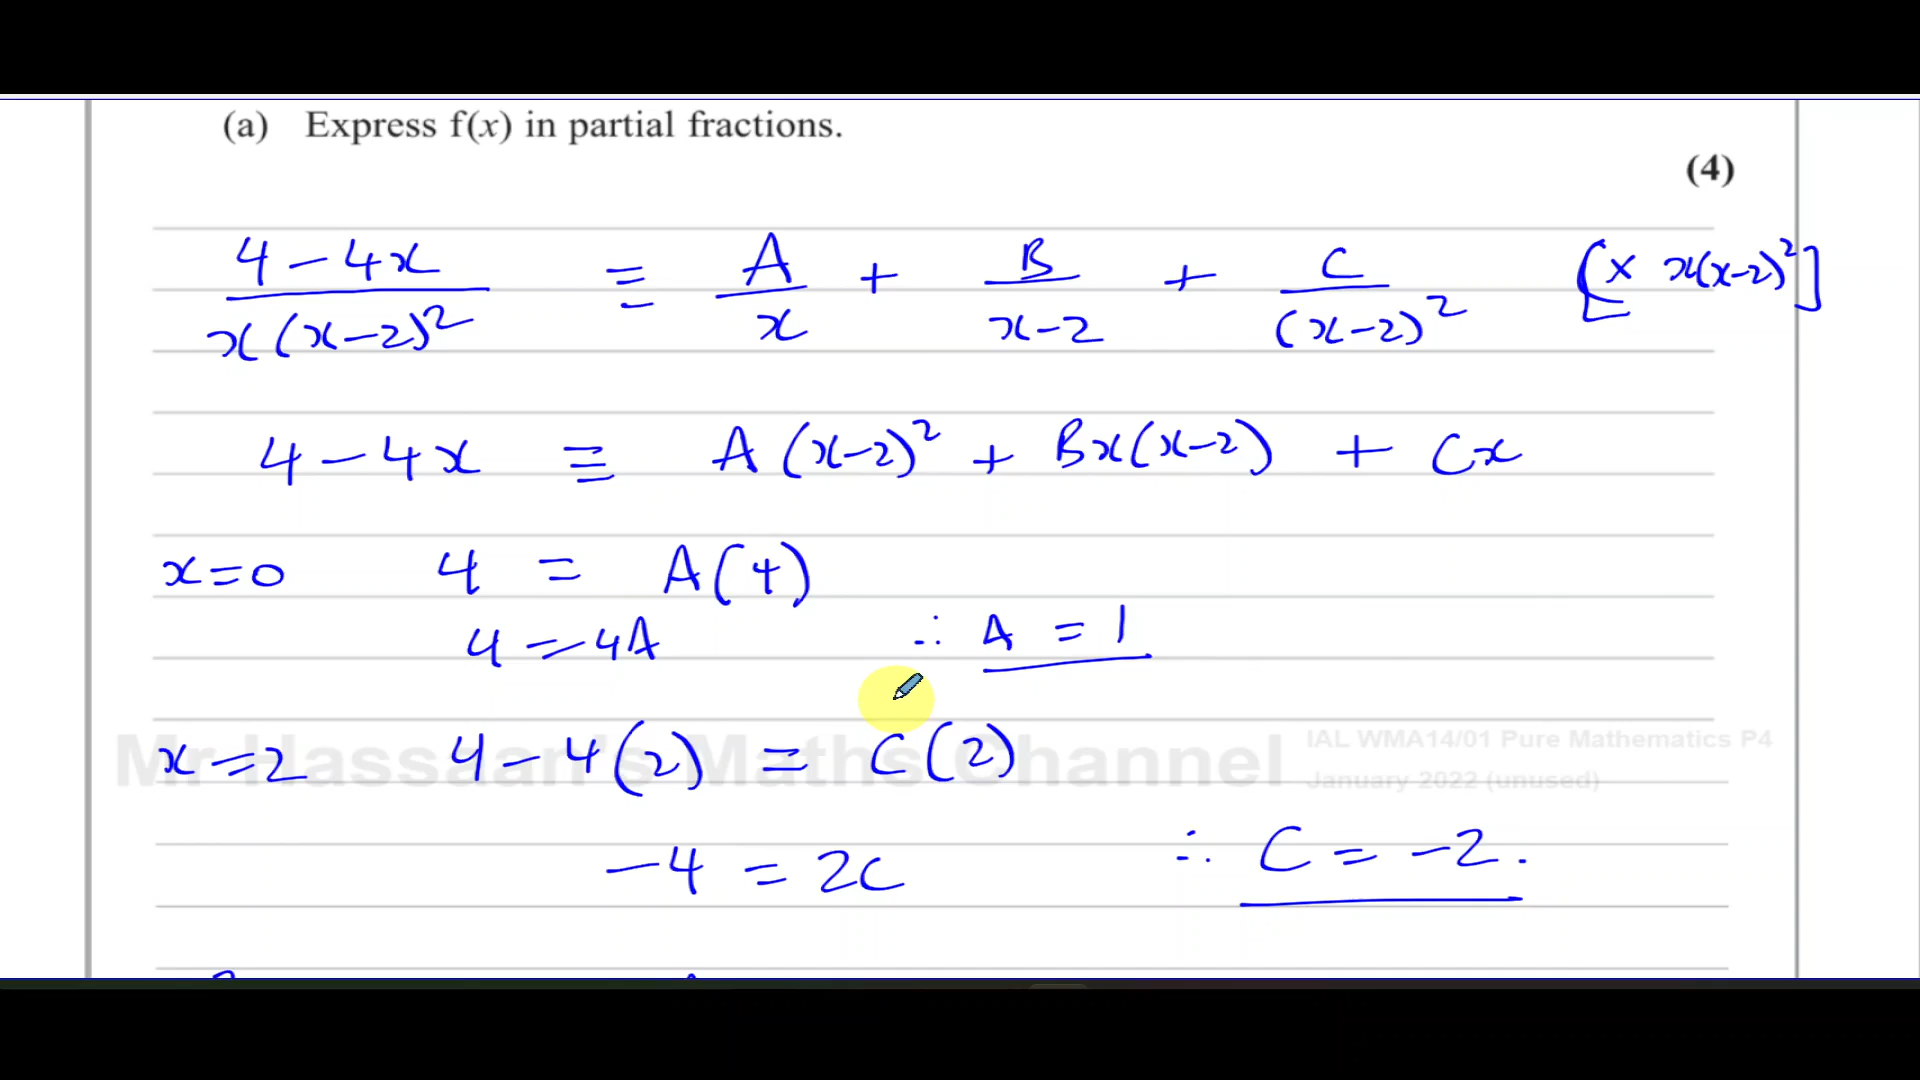 (a) Express f(x) in partial fractions.
(4)
4-4x / x(x-2)² ≡ A/x + B/x-2 + C/(x-2)² [× x(x-2)²]
4-4x ≡ A(x-2)² + Bx(x-2) + Cx
x=0 4 = A(4)
4=4A ∴ A = 1
Mr Hassaan's Maths Channel IAL WMA14/01 Pure Mathematics P4
January 2022 (unused)
x=2 4-4(2) = C(2)
-4 = 2C ∴ C = -2.